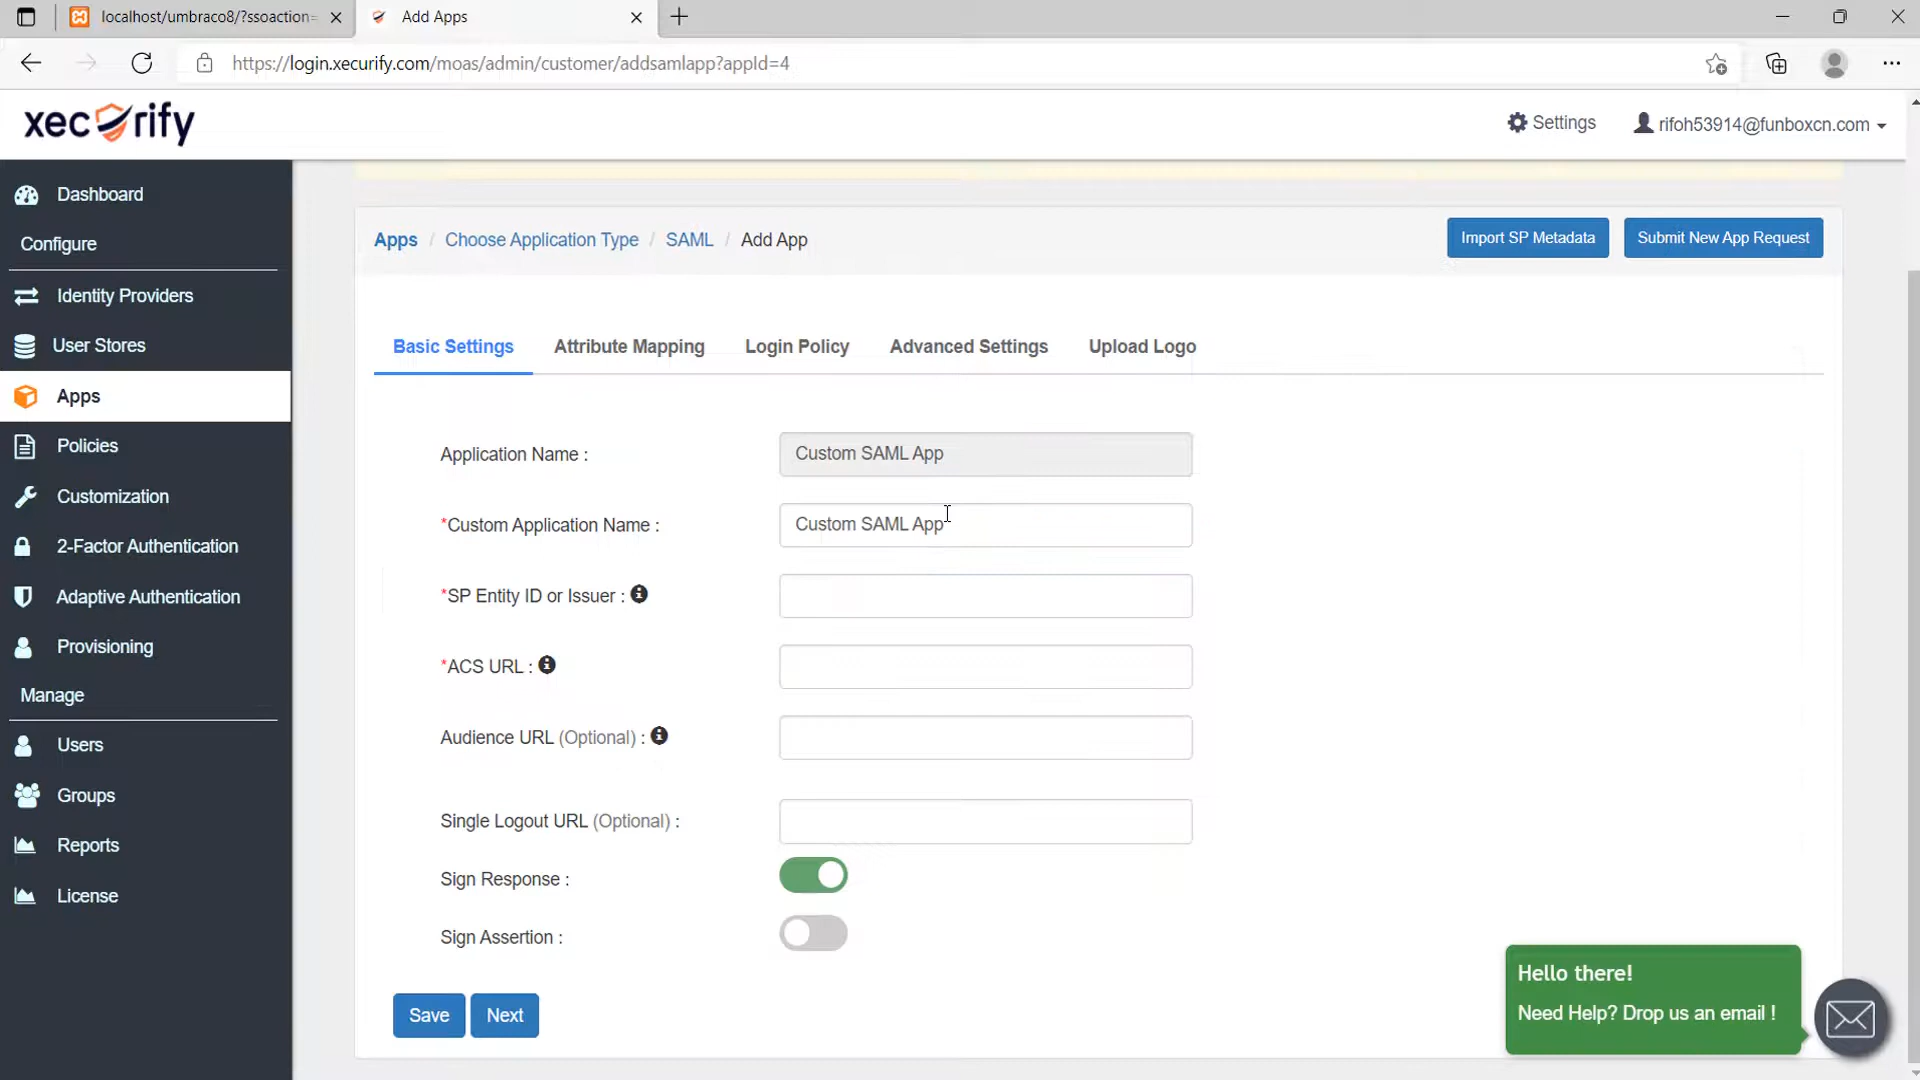 localhost/umbraco8/?ssoaction=
Add Apps
https://login.xecurify.com/moas/admin/customer/addsamlapp?appId=4
xecurify
Settings
rifoh53914@funboxcn.com
Dashboard
Configure
Identity Providers
User Stores
Apps
Policies
Customization
2-Factor Authentication
Adaptive Authentication
Provisioning
Manage
Users
Groups
Reports
License
Apps / Choose Application Type / SAML / Add App
Import SP Metadata
Submit New App Request
Basic Settings
Attribute Mapping
Login Policy
Advanced Settings
Upload Logo
Application Name :
Custom SAML App
*Custom Application Name :
Custom SAML App
*SP Entity ID or Issuer :
*ACS URL :
Audience URL (Optional) :
Single Logout URL (Optional) :
Sign Response :
Sign Assertion :
Save
Next
Hello there!
Need Help? Drop us an email !